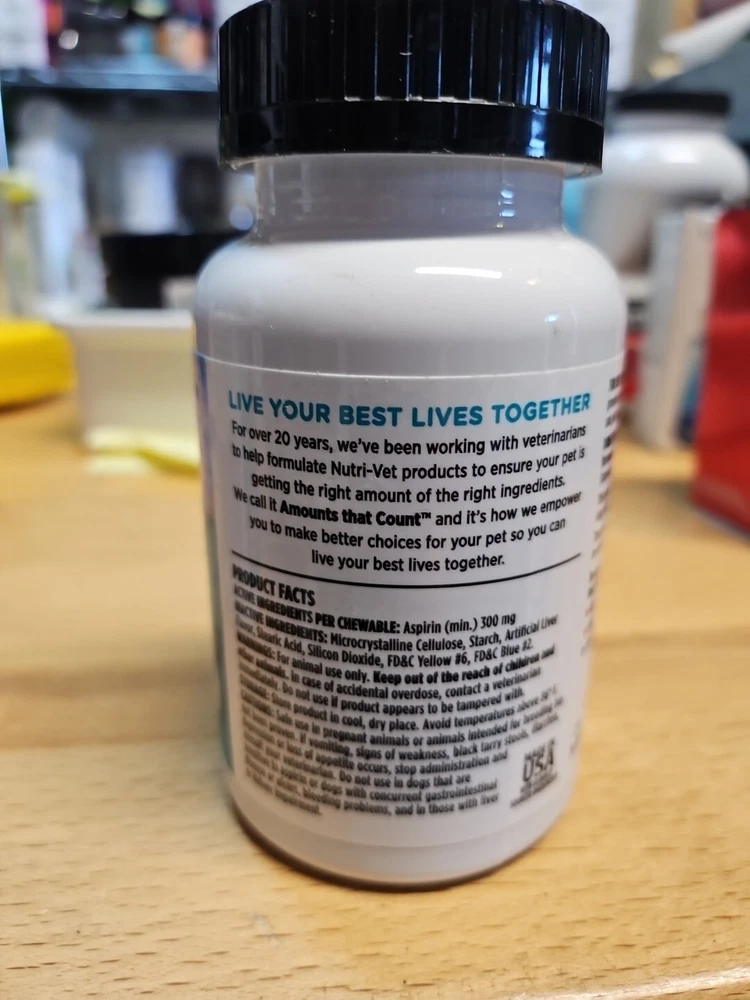 LIVE YOUR BEST LIVES TOGETHER
For over 20 years, we've been working with veterinarians
to help formulate Nutri-Vet products to ensure your pet is
getting the right amount of the right ingredients.
We call it Amounts that Count™ and it's how we empower
you to make better choices for your pet so you can
live your best lives together.
PRODUCT FACTS
ACTIVE INGREDIENTS PER CHEWABLE: Aspirin (min.) 300 mg
INACTIVE INGREDIENTS: Microcrystalline Cellulose, Starch, Artificial Liver
Flavor, Stearic Acid, Silicon Dioxide, FD&C Yellow #6, FD&C Blue #2.
WARNINGS: For animal use only. Keep out of the reach of children and
other animals. In case of accidental overdose, contact a veterinarian
immediately. Do not use if product appears to be tampered with.
Store product in cool, dry place. Avoid temperatures above
Safe use in pregnant animals or animals intended for breeding has
not been proven. If vomiting, signs of weakness, black tarry stools,
or loss of appetite occurs, stop administration and
veterinarian. Do not use in dogs that are
to aspirin or dogs with concurrent gastrointestinal
bleeding problems, and in those with liver
impairment.
USA